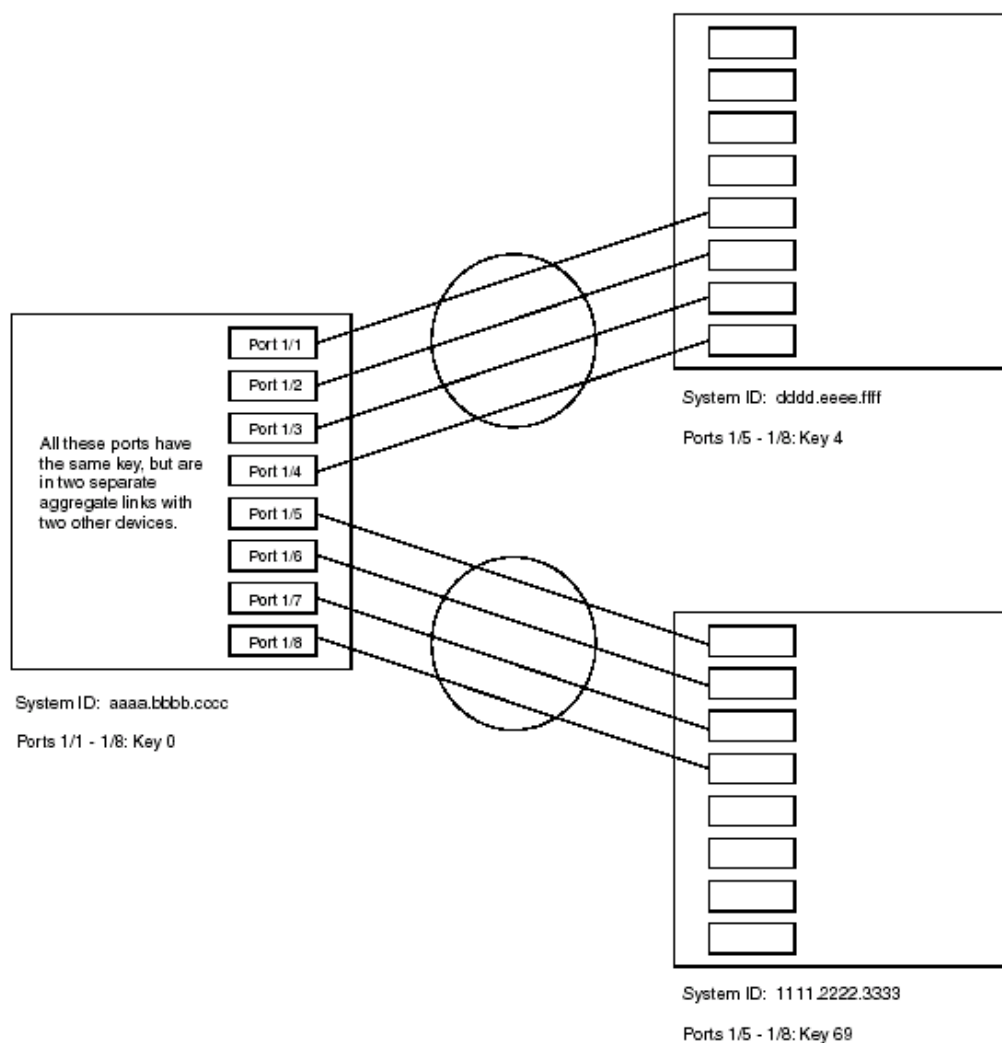 System ID: dddd.eeee.ffff
Ports 1/5 - 1/8: Key 4
Port 1/1
Port 1/2
Port 1/3
Port 1/4
Port 1/5
Port 1/6
Port 1/7
Port 1/8
All these ports have
the same key, but are
in two separate
aggregate links with
two other devices.
System ID: aaaa.bbbb.cccc
Ports 1/1 - 1/8: Key 0
System ID: 1111.2222.3333
Ports 1/5 - 1/8: Key 69